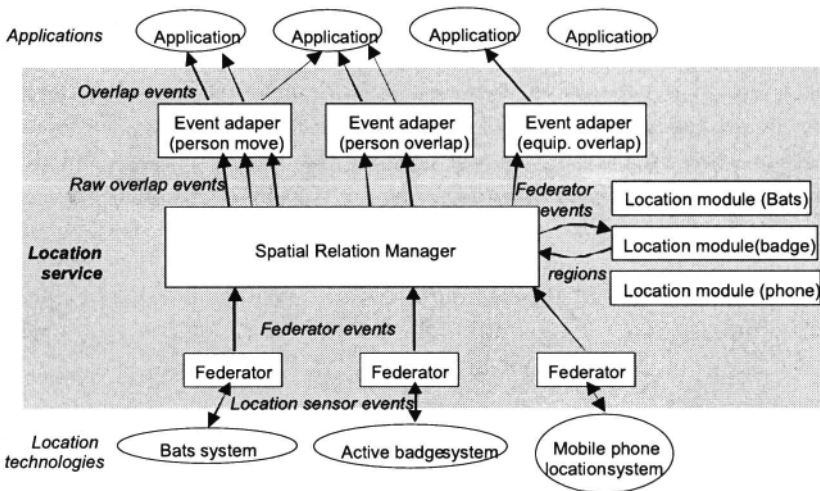 Applications
Application
Application
Application
Application
Overlap events
Event adaper
(person move)
Event adaper
(person overlap)
Event adaper
(equip. overlap)
Raw overlap events
Federator
events
Location module (Bats)
Location
service
Spatial Relation Manager
Location module(badge)
regions
Location module (phone)
Federator events
Federator
Federator
Federator
Location sensor events
Location
technologies
Bats system
Active badgesystem
Mobile phone
locationsystem